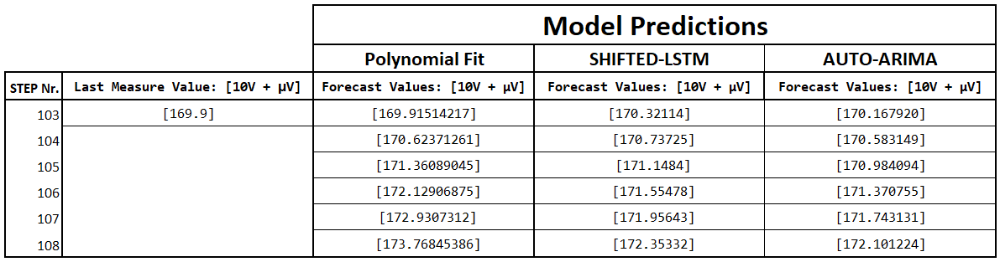 Model Predictions
Polynomial Fit SHIFTED-LSTM AUTO-ARIMA
STEP Nr. Last Measure Value: [10V + µV] Forecast Values: [10V + µV] Forecast Values: [10V + µV] Forecast Values: [10V + µV]
103 [169.9] [169.91514217] [170.32114] [170.167920]
104 [170.62371261] [170.73725] [170.583149]
105 [171.36089045] [171.1484] [170.984094]
106 [172.12906875] [171.55478] [171.370755]
107 [172.9307312] [171.95643] [171.743131]
108 [173.76845386] [172.35332] [172.101224]